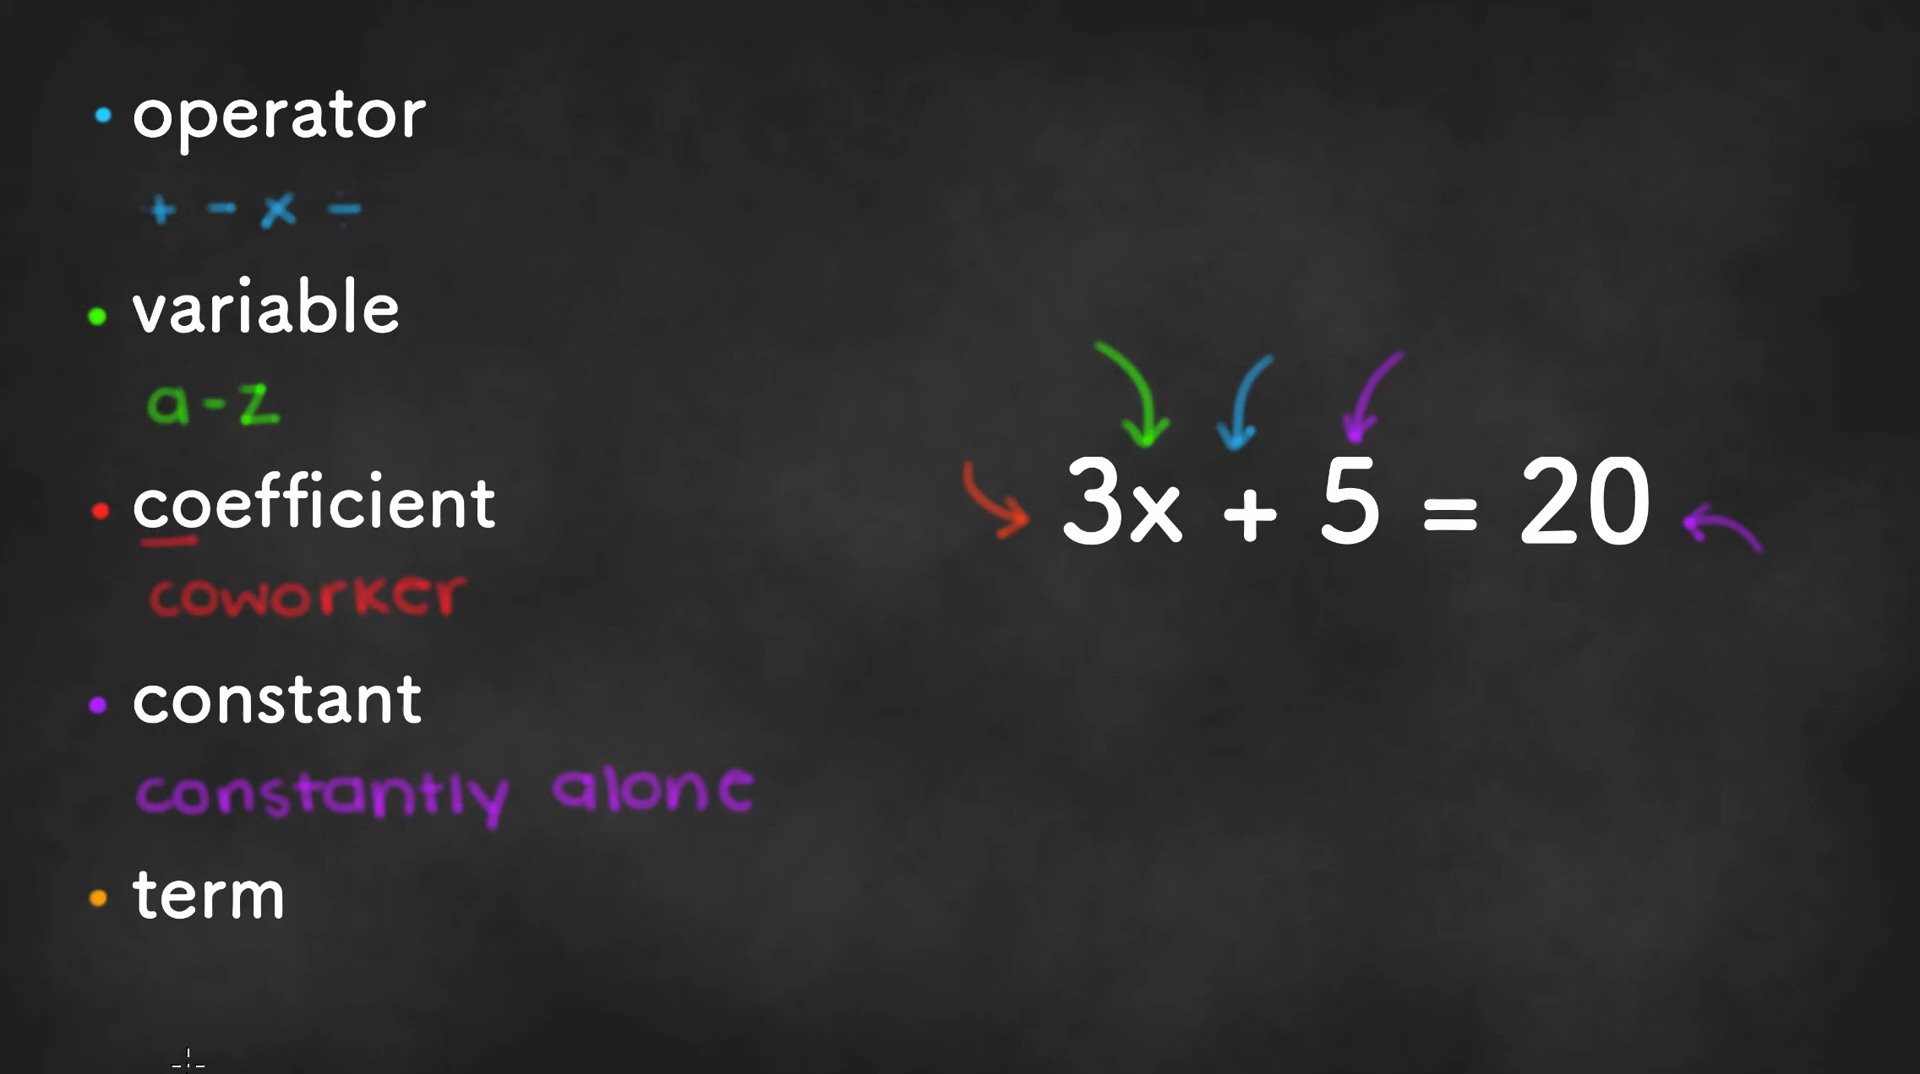 • operator
+ - x ÷
• variable
a-z
• coefficient
coworker
• constant
constantly alone
• term
3x + 5 = 20